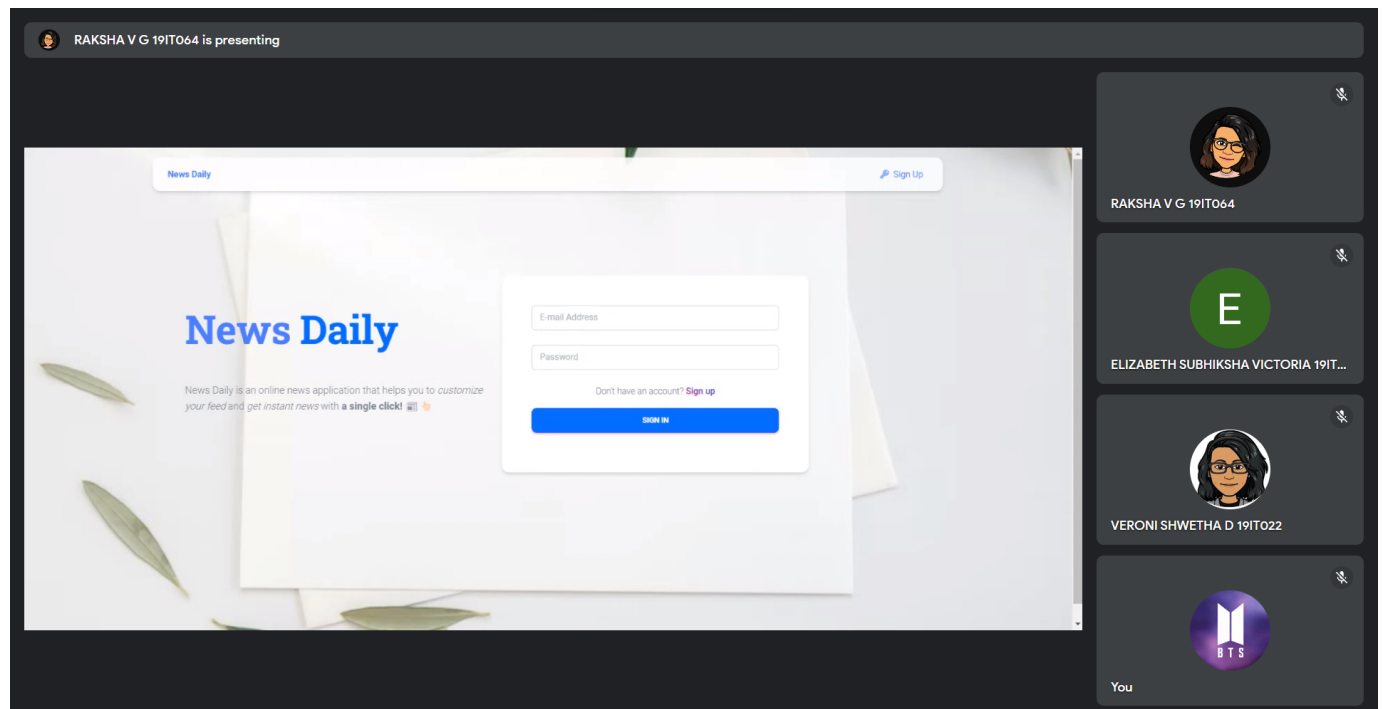 RAKSHA V G 19IT064 is presenting
News Daily
Sign Up
News Daily
News Daily is an online news application that helps you to customize
your feed and get instant news with a single click!
E-mail Address
Password
Don't have an account? Sign up
SIGN IN
RAKSHA V G 19IT064
E
ELIZABETH SUBHIKSHA VICTORIA 19IT...
VERONI SHWETHA D 19IT022
BTS
You